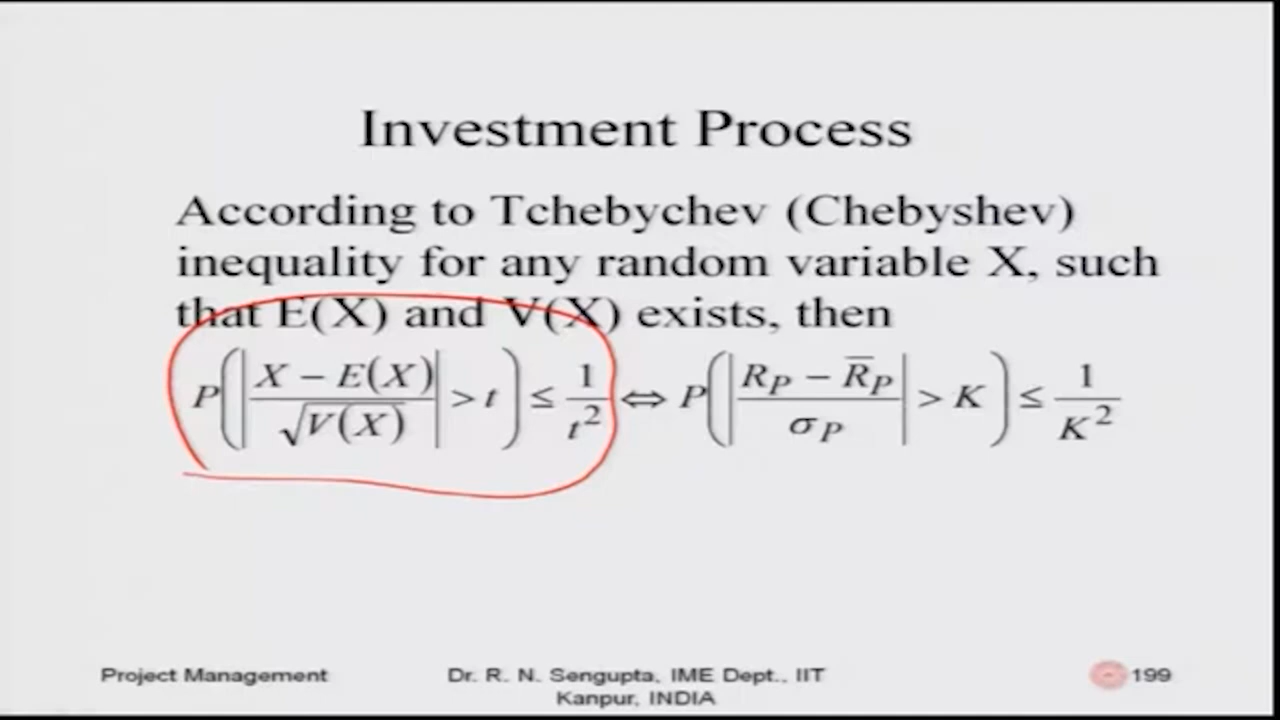 Investment Process
According to Tchebychev (Chebyshev)
inequality for any random variable X, such
that E(X) and V(X) exists, then
P(|X − E(X)/√V(X)| > t) ≤ 1/t² ⇔ P(|R_P − R̅_P/σ_P| > K) ≤ 1/K²
Project Management
Dr. R. N. Sengupta, IME Dept., IIT
Kanpur, INDIA
199